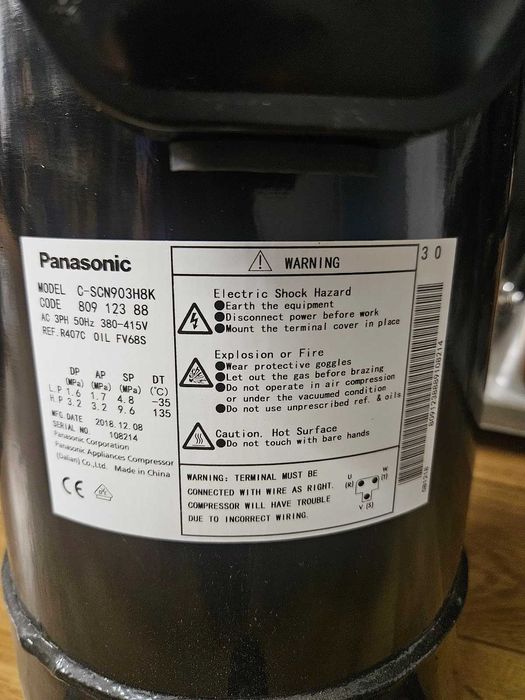 Panasonic
MODEL C-SCN903H8K
CODE 809 123 88
AC 3PH 50Hz 380-415V
REF.R407C OIL FV68S
DP AP SP DT
(MPa) (MPa) (MPa) (℃)
L.P 1.6 1.7 4.8 -35
H.P 3.2 3.2 9.6 135
MFG.DATE 2018.12.08
SERIAL NO. 108214
Panasonic Corporation
Panasonic Appliances Compressor
(Dalian) Co.,Ltd. Made in China
CE
WARNING
Electric Shock Hazard
●Earth the equipment
●Disconnect power before work
●Mount the terminal cover in place
Explosion or Fire
●Wear protective goggles
●Let out the gas before brazing
●Do not operate in air compression
or under the vacuumed condition
●Do not use unprescribed ref. & oils
Caution. Hot Surface
●Do not touch with bare hands
WARNING: TERMINAL MUST BE
CONNECTED WITH WIRE AS RIGHT.
COMPRESSOR WILL HAVE TROUBLE
DUE TO INCORRECT WIRING.
U W
(R) (T)
V (S)
30